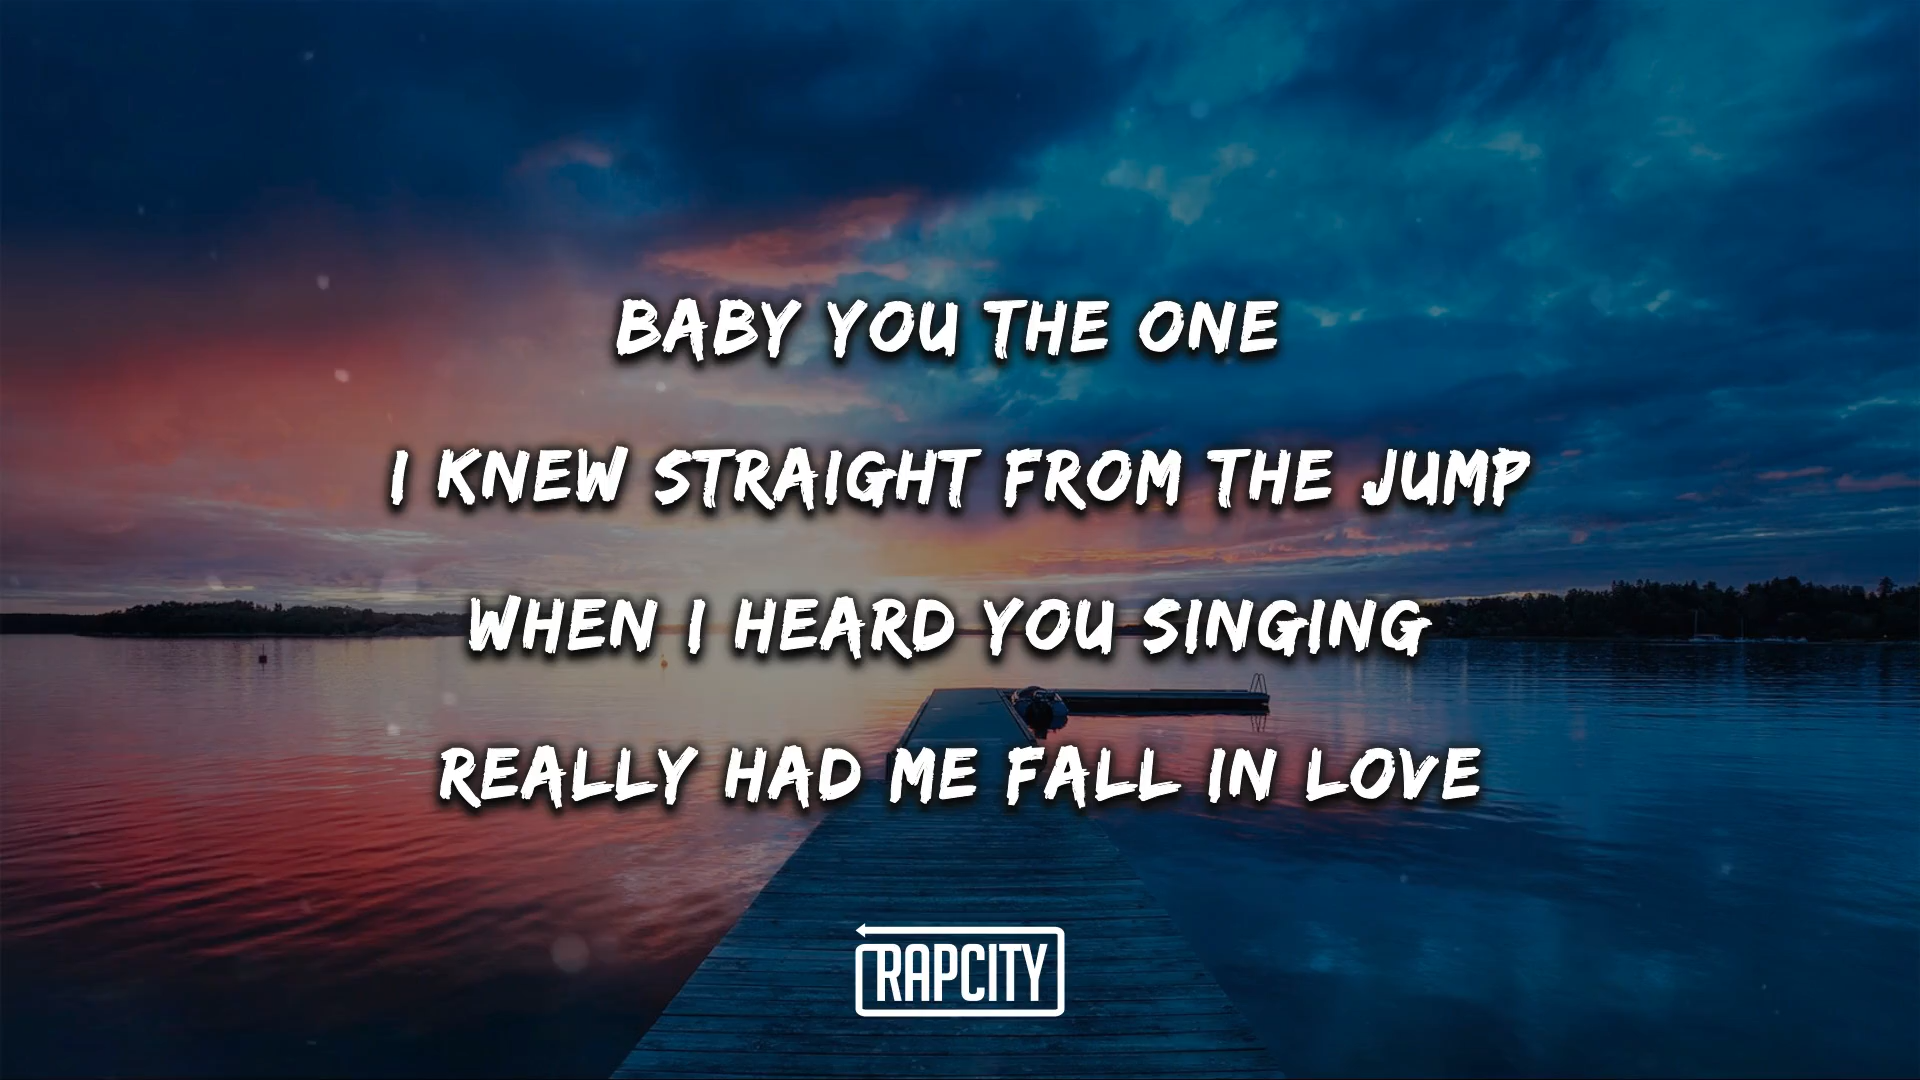 BABY YOU THE ONE
I KNEW STRAIGHT FROM THE JUMP
WHEN I HEARD YOU SINGING
REALLY HAD ME FALL IN LOVE
RAPCITY